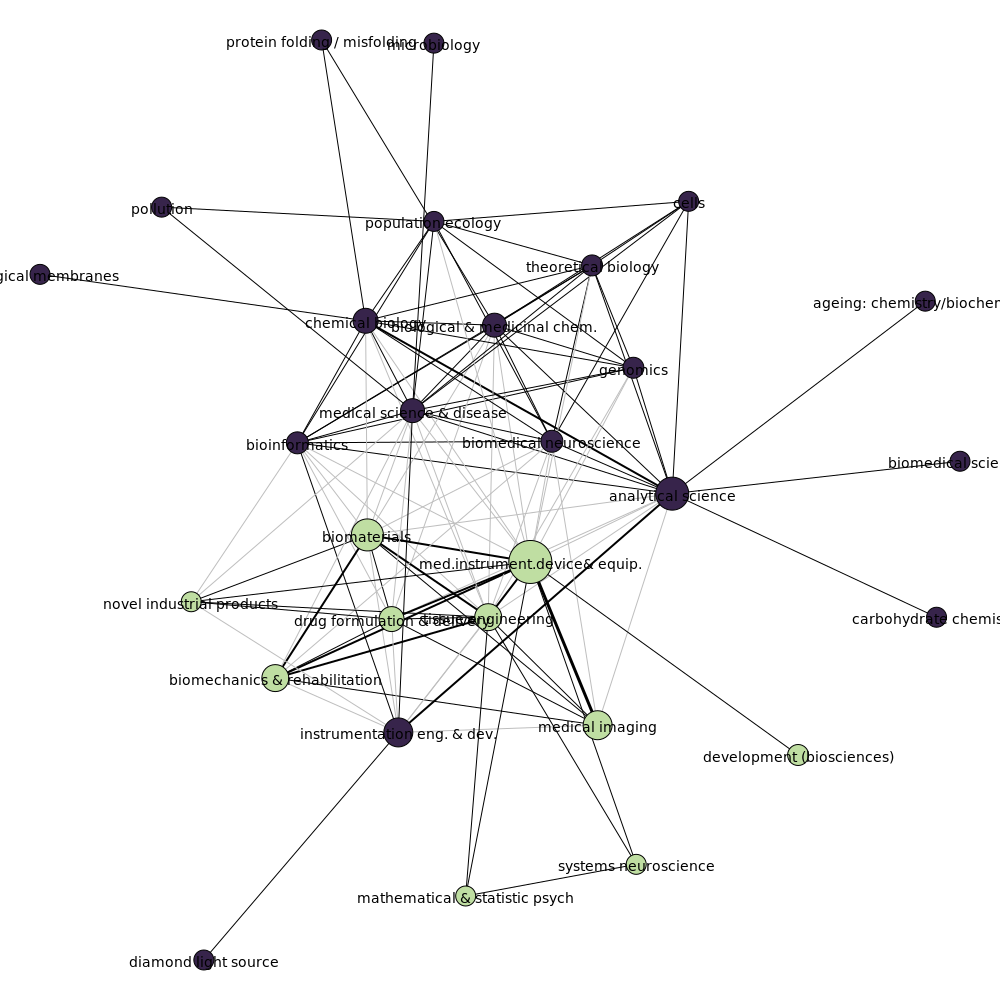 protein folding / misfolding
microbiology
pollution
cells
population ecology
theoretical biology
gical membranes
ageing: chemistry/biocher
chemical biology
biological & medicinal chem.
genomics
medical science & disease
bioinformatics
biomedical neuroscience
biomedical scie
analytical science
biomaterials
med.instrument.device& equip.
novel industrial products
drug formulation & delivery
tissue engineering
carbohydrate chemis
biomechanics & rehabilitation
instrumentation eng. & dev.
medical imaging
development (biosciences)
systems neuroscience
mathematical & statistic psych
diamond light source